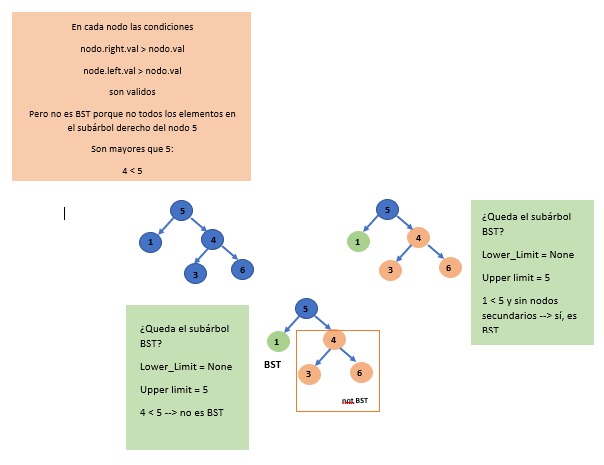 En cada nodo las condiciones
nodo.right.val > nodo.val
node.left.val > nodo.val
son validos
Pero no es BST porque no todos los elementos en
el subárbol derecho del nodo 5
Son mayores que 5:
4 < 5
5
1
4
3
6
5
1
4
3
6
¿Queda el subárbol
BST?
Lower_Limit = None
Upper limit = 5
1 < 5 y sin nodos
secundarios --> sí, es
BST
¿Queda el subárbol
BST?
Lower_Limit = None
Upper limit = 5
4 < 5 --> no es BST
5
1
4
BST
3
6
not BST